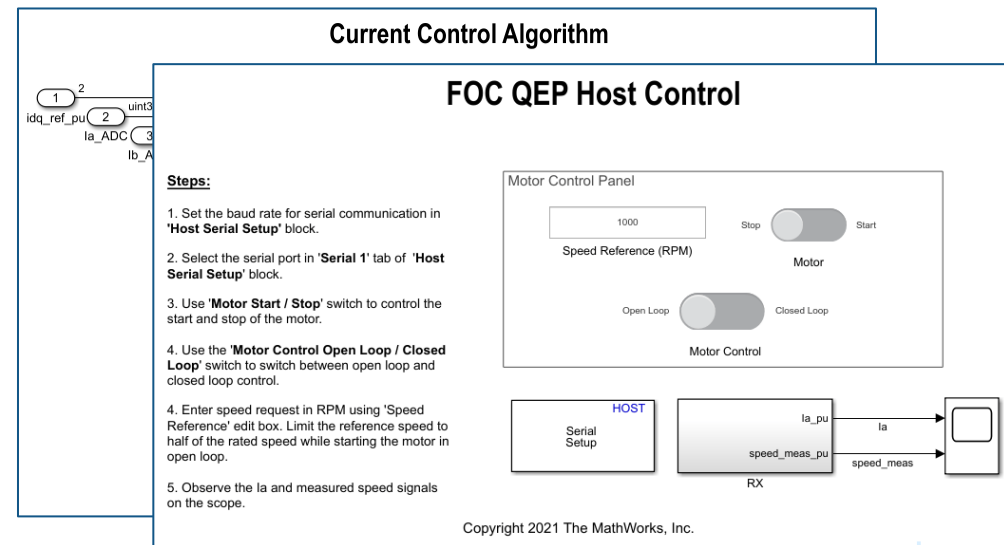 Current Control Algorithm
1
2
idq_ref_pu
uint3
2
Ia_ADC
3
Ib_A
FOC QEP Host Control
Steps:
1. Set the baud rate for serial communication in
'Host Serial Setup' block.
2. Select the serial port in 'Serial 1' tab of 'Host
Serial Setup' block.
3. Use 'Motor Start / Stop' switch to control the
start and stop of the motor.
4. Use the 'Motor Control Open Loop / Closed
Loop' switch to switch between open loop and
closed loop control.
4. Enter speed request in RPM using 'Speed
Reference' edit box. Limit the reference speed to
half of the rated speed while starting the motor in
open loop.
5. Observe the Ia and measured speed signals
on the scope.
Motor Control Panel
1000
Speed Reference (RPM)
Stop
Start
Motor
Open Loop
Closed Loop
Motor Control
HOST
Serial
Setup
Ia_pu
speed_meas_pu
RX
Ia
speed_meas
Copyright 2021 The MathWorks, Inc.